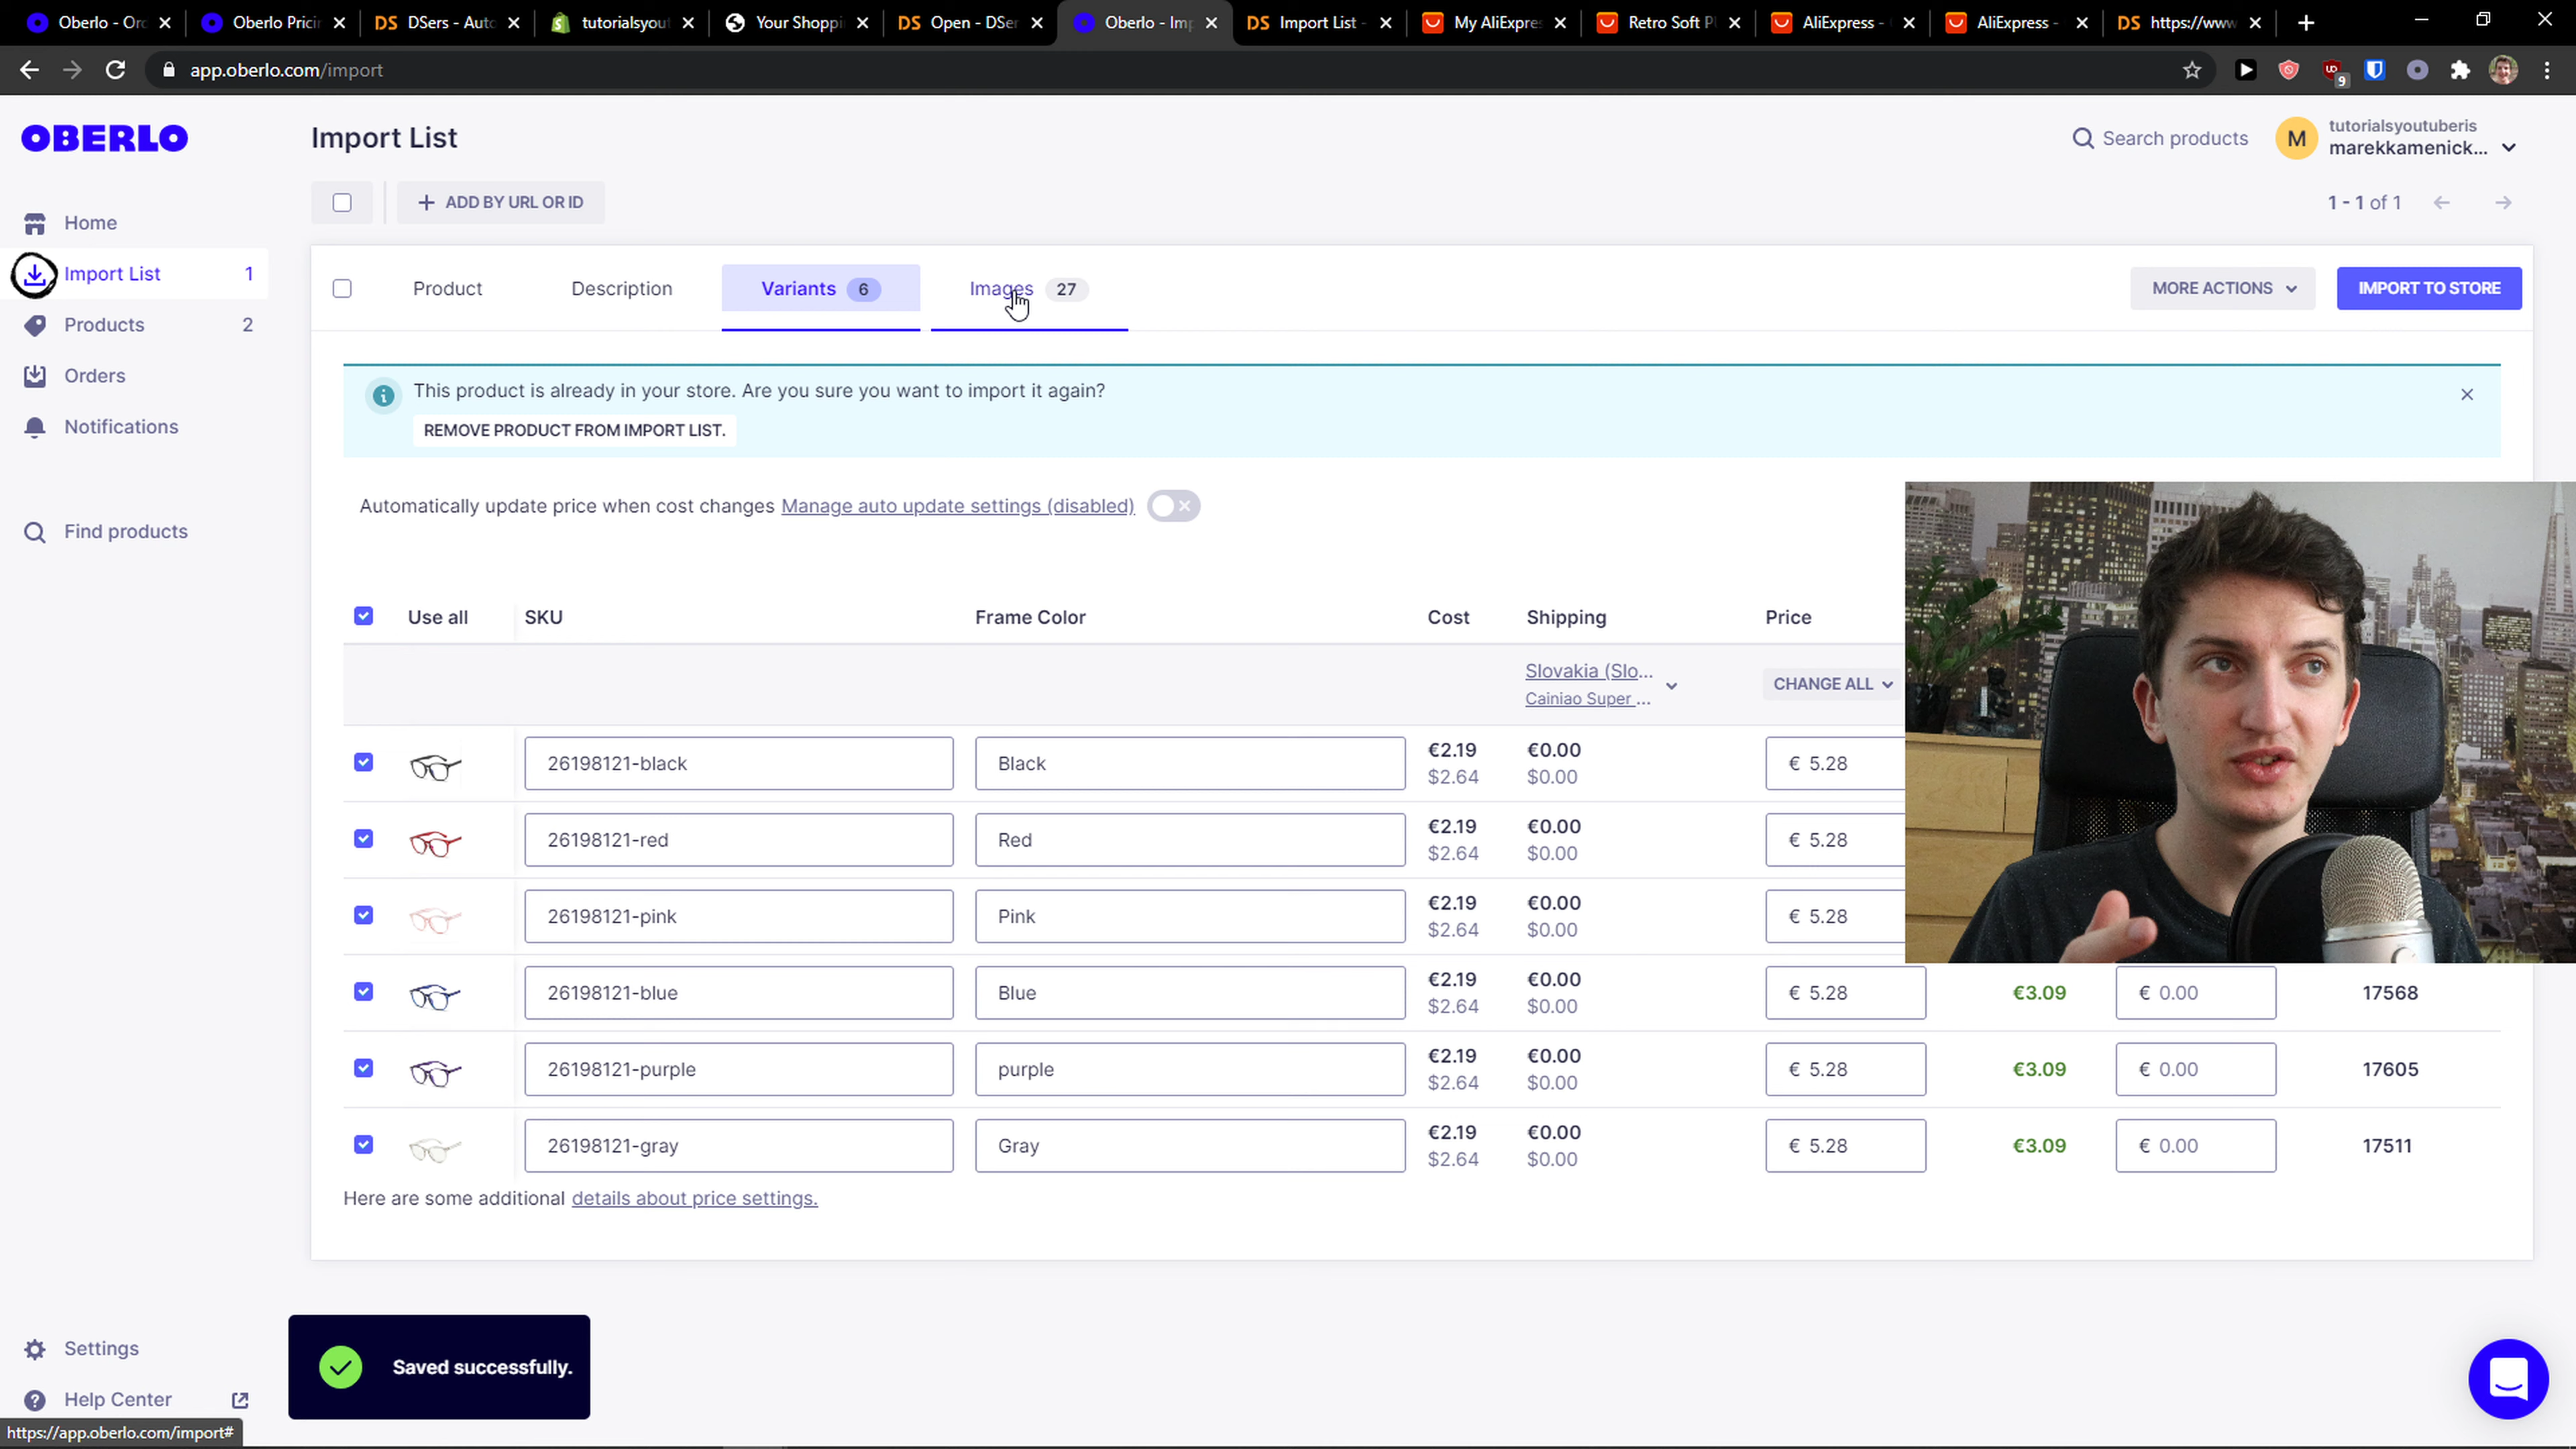 Oberlo - Orc
Oberlo Pricin
DSers - Auto
tutorialsyout
Your Shoppi
Open - DSer
Oberlo - Imp
Import List -
My AliExpres
Retro Soft Pl
AliExpress -
AliExpress -
https://www
app.oberlo.com/import
9
OBERLO
Import List
Search products
M
tutorialsyoutuberis
marekkamenick...
ADD BY URL OR ID
1 - 1 of 1
Home
Import List 1
Products 2
Orders
Notifications
Find products
Product
Description
Variants 6
Images 27
MORE ACTIONS
IMPORT TO STORE
This product is already in your store. Are you sure you want to import it again?
REMOVE PRODUCT FROM IMPORT LIST.
Automatically update price when cost changes Manage auto update settings (disabled)
Use all SKU Frame Color Cost Shipping Price
Slovakia (Slo...
Cainiao Super ...
CHANGE ALL
26198121-black Black €2.19 €0.00 € 5.28
$2.64 $0.00
26198121-red Red €2.19 €0.00 € 5.28
$2.64 $0.00
26198121-pink Pink €2.19 €0.00 € 5.28
$2.64 $0.00
26198121-blue Blue €2.19 €0.00 € 5.28 €3.09 € 0.00 17568
$2.64 $0.00
26198121-purple purple €2.19 €0.00 € 5.28 €3.09 € 0.00 17605
$2.64 $0.00
26198121-gray Gray €2.19 €0.00 € 5.28 €3.09 € 0.00 17511
$2.64 $0.00
Here are some additional details about price settings.
Settings
Help Center
Saved successfully.
https://app.oberlo.com/import#